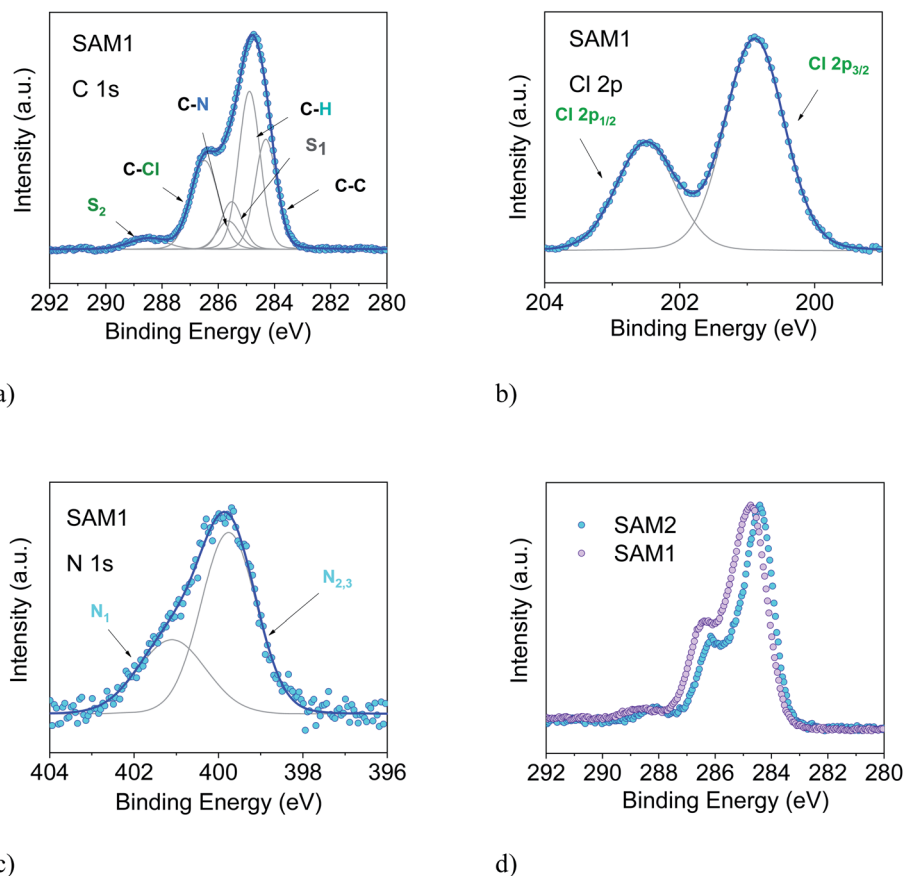 SAM1
C 1s
C-N
C-H
S1
C-Cl
C-C
S2
Intensity (a.u.)
292 290 288 286 284 282 280
Binding Energy (eV)
a)
SAM1
Cl 2p
Cl 2p3/2
Cl 2p1/2
Intensity (a.u.)
204 202 200
Binding Energy (eV)
b)
SAM1
N 1s
N2,3
N1
Intensity (a.u.)
404 402 400 398 396
Binding Energy (eV)
c)
SAM2
SAM1
Intensity (a.u.)
292 290 288 286 284 282 280
Binding Energy (eV)
d)